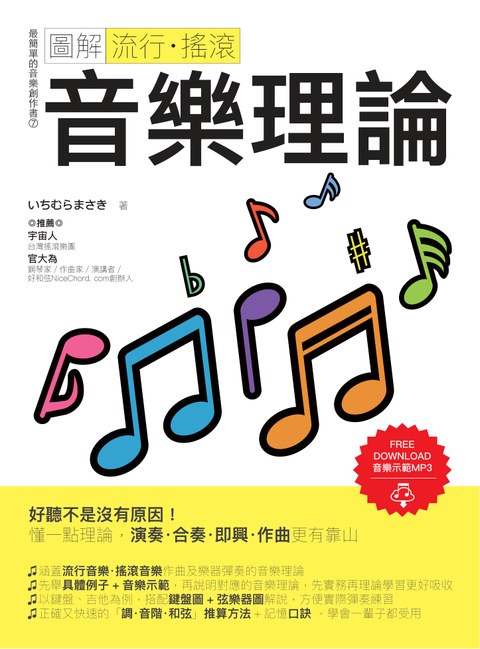 最簡單的音樂創作書⑦
圖解 流行・搖滾
音樂理論
いちむらまさき 著
◎推薦◎
宇宙人
台灣搖滾樂團
官大為
鋼琴家 / 作曲家 / 演講者 /
好和弦NiceChord. com創辦人
FREE
DOWNLOAD
音樂示範MP3
好聽不是沒有原因！
懂一點理論，演奏・合奏・即興・作曲更有靠山
♫涵蓋流行音樂・搖滾音樂作曲及樂器彈奏的音樂理論
♫先舉具體例子 + 音樂示範，再說明對應的音樂理論，先實務再理論學習更好吸收
♫以鍵盤、吉他為例，搭配鍵盤圖 + 弦樂器圖解說，方便實際彈奏練習
♫正確又快速的「調・音階・和弦」推算方法 + 記憶口訣 ，學會一輩子都受用